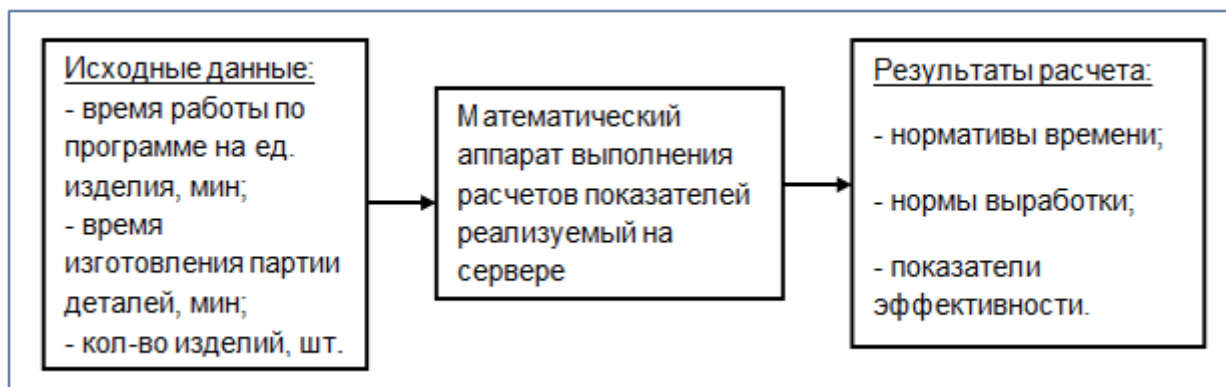 Исходные данные:
- время работы по
программе на ед.
изделия, мин;
- время
изготовления партии
деталей, мин;
- кол-во изделий, шт.
Математический
аппарат выполнения
расчетов показателей
реализуемый на
сервере
Результаты расчета:
- нормативы времени;
- нормы выработки;
- показатели
эффективности.